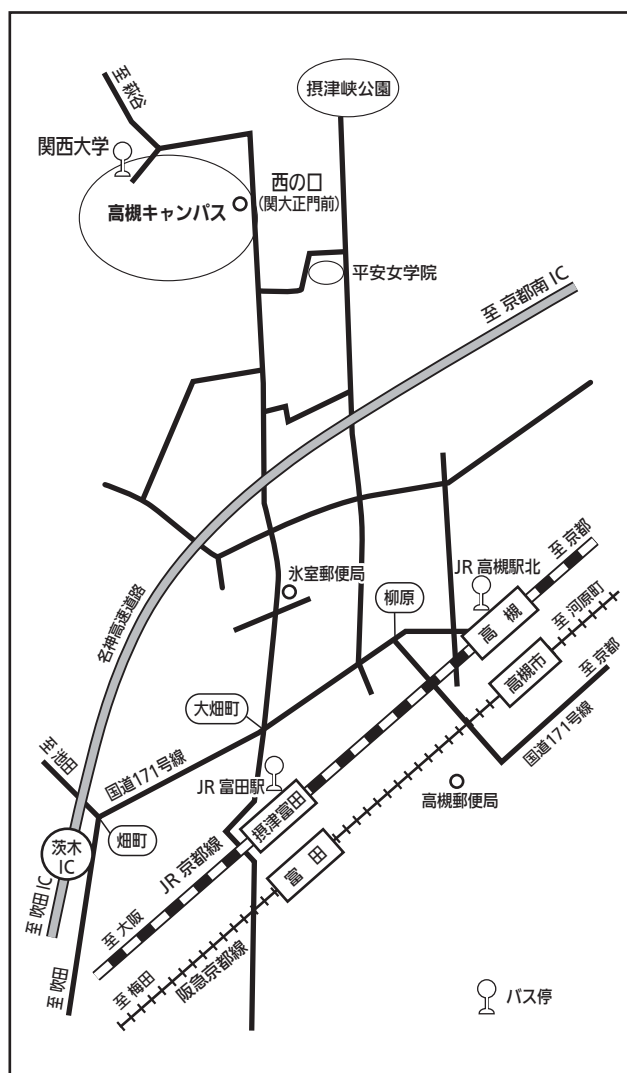 至 萩谷
摂津峡公園
関西大学
高槻キャンパス
西の口
(関大正門前)
平安女学院
至 京都南 IC
名神高速道路
氷室郵便局
JR 高槻駅北
至 京都
柳原
高 槻
至 河原町
高槻市
至 京都
大畑町
国道171号線
至 池田
国道171号線
JR 富田駅
高槻郵便局
畑町
摂津富田
茨木
IC
JR 京都線
富 田
至 吹田 IC
至 大阪
阪急京都線
至 梅田
至 吹田
バス停